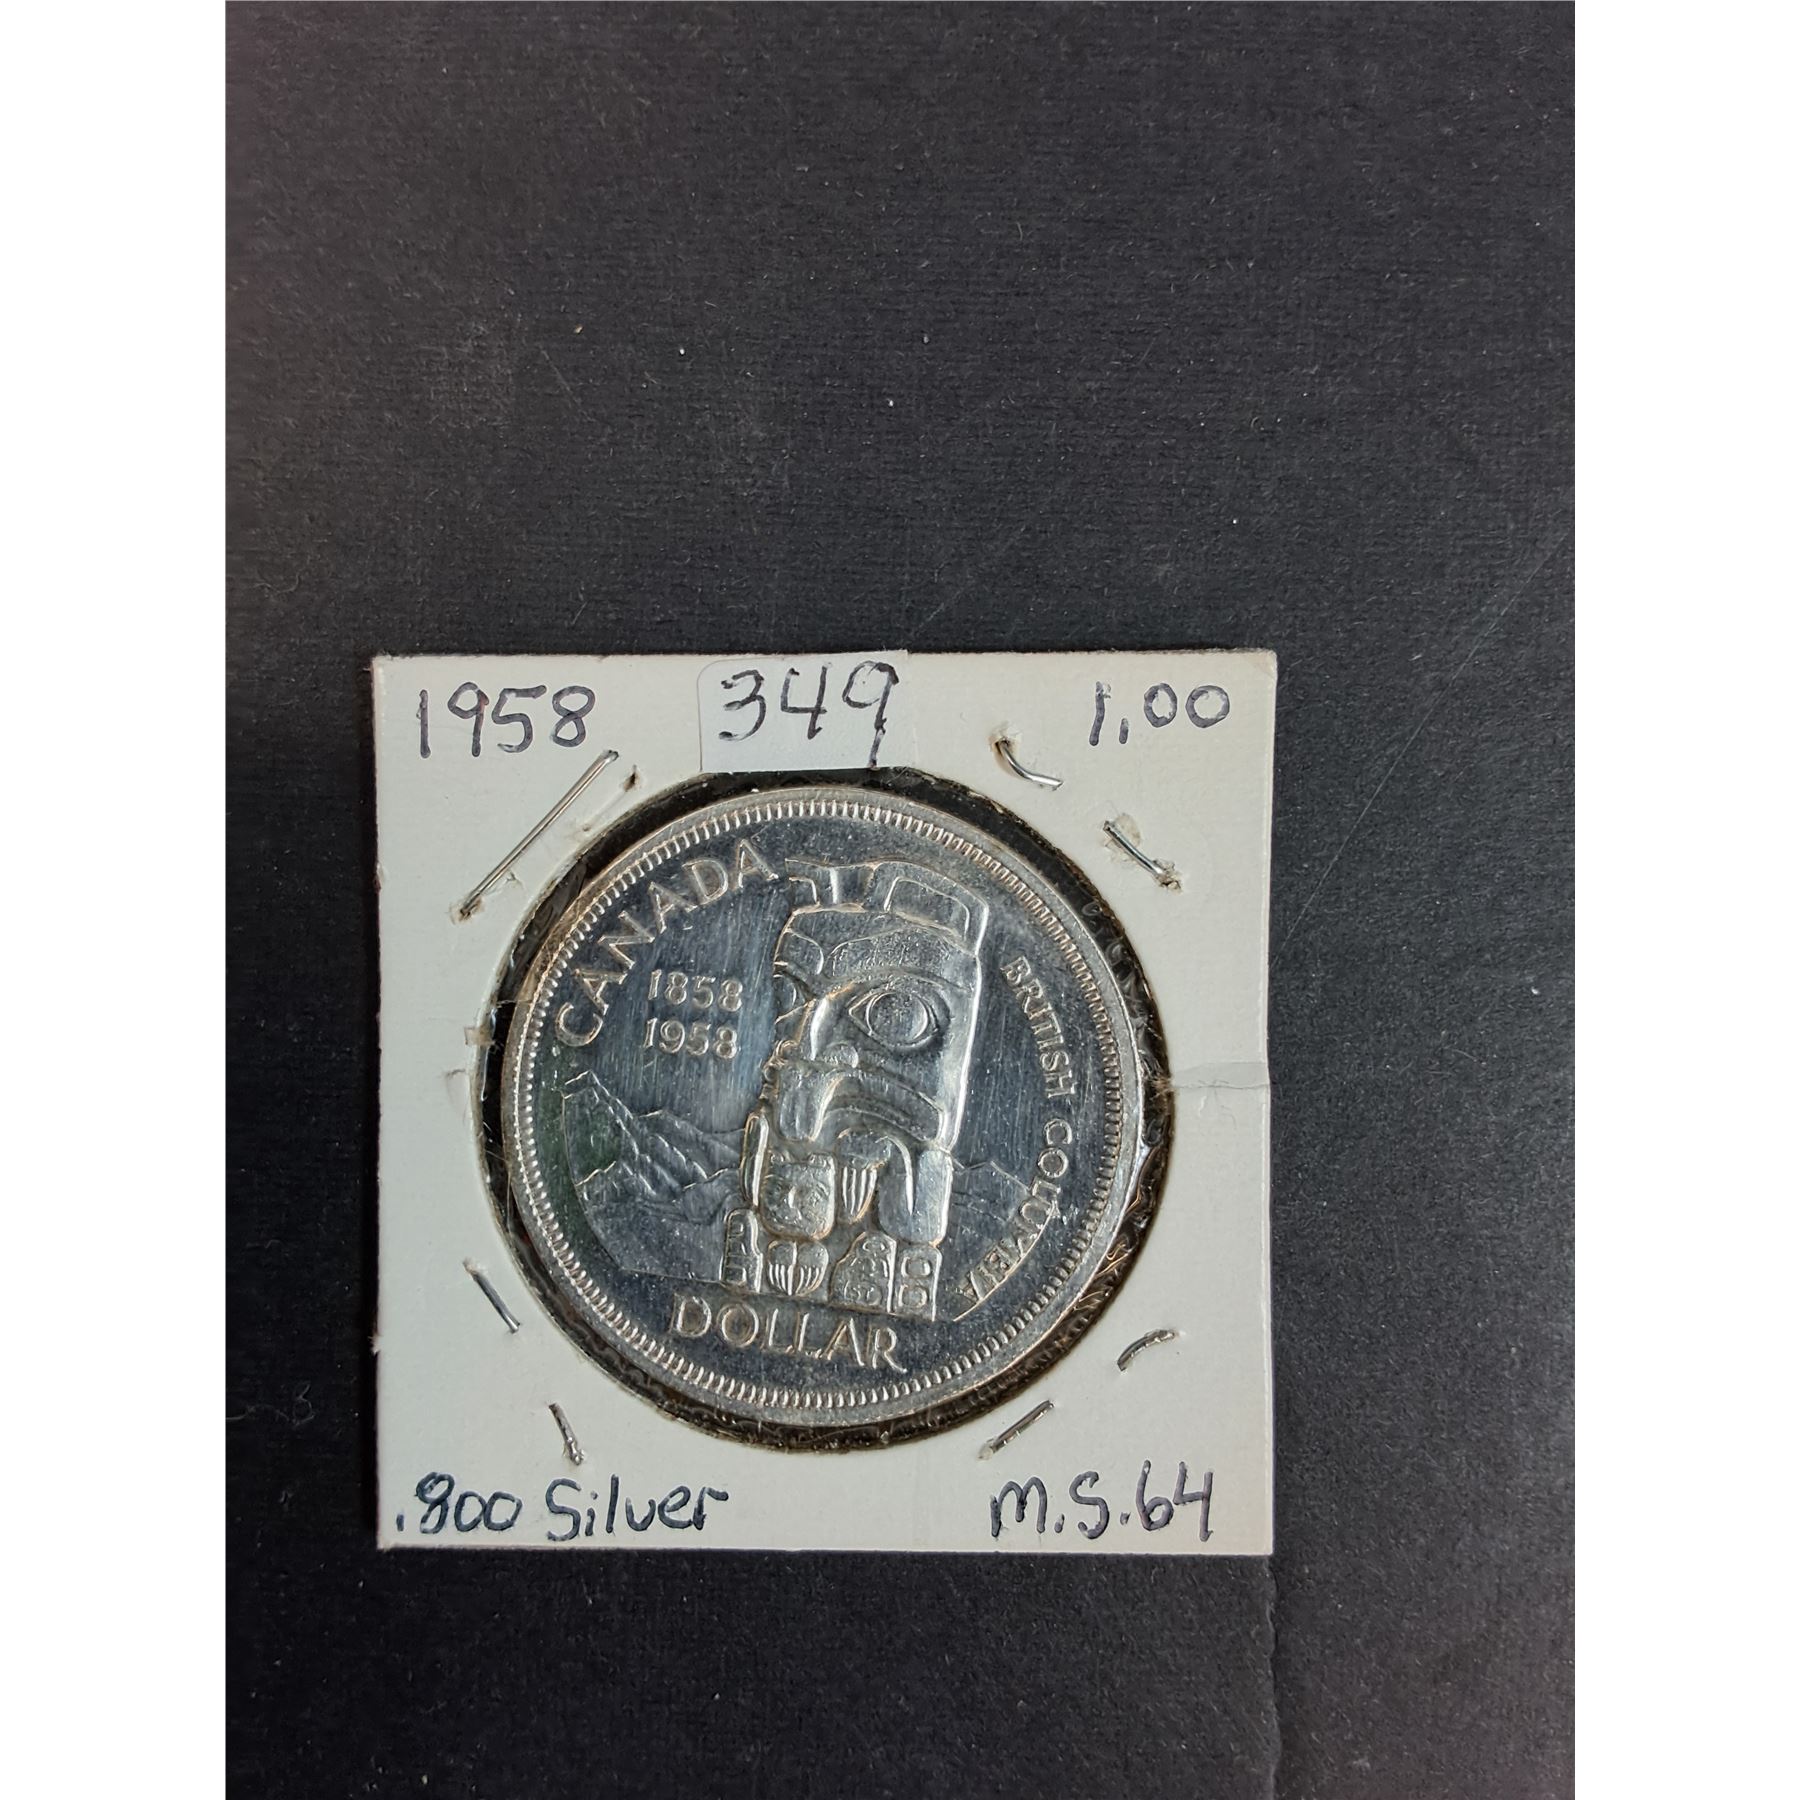 1958 349 1.00
CANADA
1858
1958
BRITISH COLUMBIA
DOLLAR
.800 Silver M.S.64